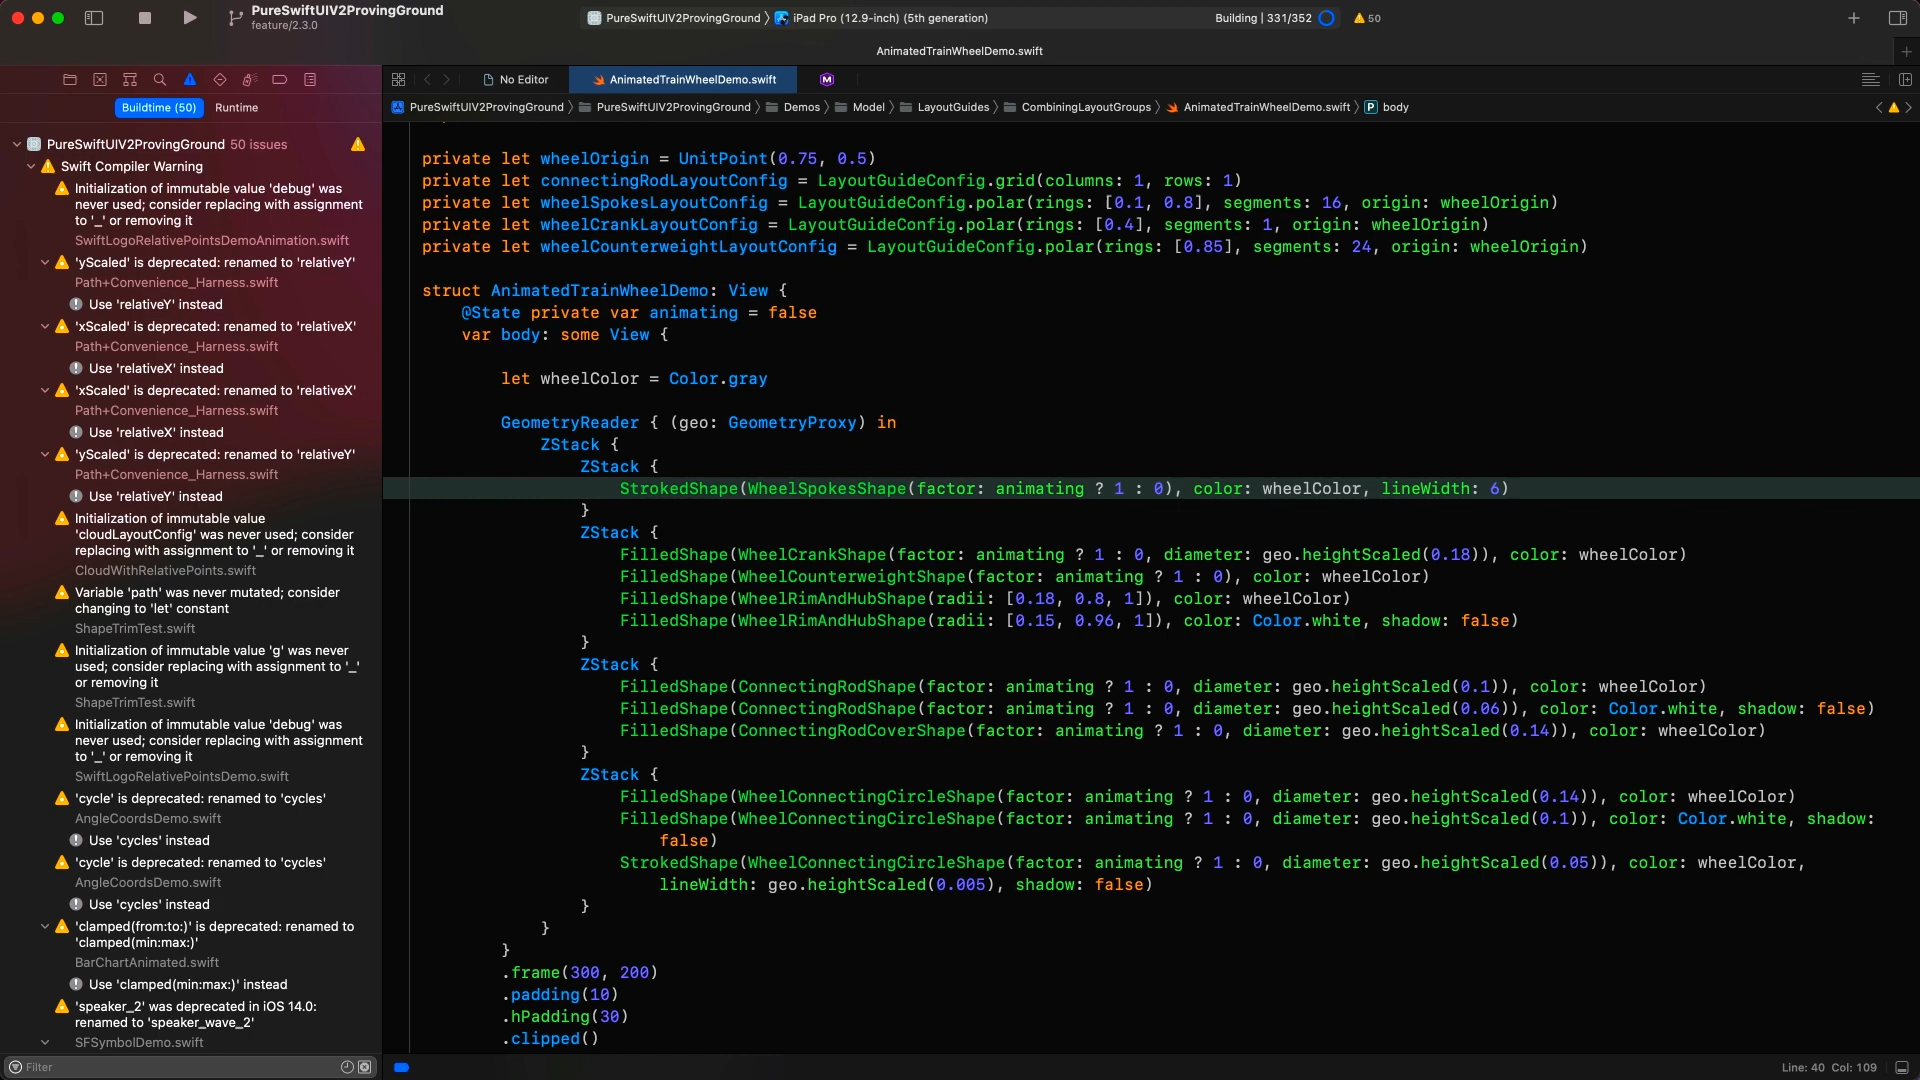 PureSwiftUIV2ProvingGround
feature/2.3.0
PureSwiftUIV2ProvingGround 〉 iPad Pro (12.9-inch) (5th generation)
Building | 331/352
50
AnimatedTrainWheelDemo.swift
No Editor
AnimatedTrainWheelDemo.swift
M
Buildtime (50)
Runtime
PureSwiftUIV2ProvingGround 〉 PureSwiftUIV2ProvingGround 〉 Demos 〉 Model 〉 LayoutGuides 〉 CombiningLayoutGroups 〉 AnimatedTrainWheelDemo.swift 〉 P body
PureSwiftUIV2ProvingGround 50 issues
Swift Compiler Warning
Initialization of immutable value 'debug' was
never used; consider replacing with assignment
to '_' or removing it
SwiftLogoRelativePointsDemoAnimation.swift
'yScaled' is deprecated: renamed to 'relativeY'
Path+Convenience_Harness.swift
Use 'relativeY' instead
'xScaled' is deprecated: renamed to 'relativeX'
Path+Convenience_Harness.swift
Use 'relativeX' instead
'xScaled' is deprecated: renamed to 'relativeX'
Path+Convenience_Harness.swift
Use 'relativeX' instead
'yScaled' is deprecated: renamed to 'relativeY'
Path+Convenience_Harness.swift
Use 'relativeY' instead
Initialization of immutable value
'cloudLayoutConfig' was never used; consider
replacing with assignment to '_' or removing it
CloudWithRelativePoints.swift
Variable 'path' was never mutated; consider
changing to 'let' constant
ShapeTrimTest.swift
Initialization of immutable value 'g' was never
used; consider replacing with assignment to '_'
or removing it
ShapeTrimTest.swift
Initialization of immutable value 'debug' was
never used; consider replacing with assignment
to '_' or removing it
SwiftLogoRelativePointsDemo.swift
'cycle' is deprecated: renamed to 'cycles'
AngleCoordsDemo.swift
Use 'cycles' instead
'cycle' is deprecated: renamed to 'cycles'
AngleCoordsDemo.swift
Use 'cycles' instead
'clamped(from:to:)' is deprecated: renamed to
'clamped(min:max:)'
BarChartAnimated.swift
Use 'clamped(min:max:)' instead
'speaker_2' was deprecated in iOS 14.0:
renamed to 'speaker_wave_2'
SFSymbolDemo.swift
Filter
private let wheelOrigin = UnitPoint(0.75, 0.5)
private let connectingRodLayoutConfig = LayoutGuideConfig.grid(columns: 1, rows: 1)
private let wheelSpokesLayoutConfig = LayoutGuideConfig.polar(rings: [0.1, 0.8], segments: 16, origin: wheelOrigin)
private let wheelCrankLayoutConfig = LayoutGuideConfig.polar(rings: [0.4], segments: 1, origin: wheelOrigin)
private let wheelCounterweightLayoutConfig = LayoutGuideConfig.polar(rings: [0.85], segments: 24, origin: wheelOrigin)
struct AnimatedTrainWheelDemo: View {
@State private var animating = false
var body: some View {
let wheelColor = Color.gray
GeometryReader { (geo: GeometryProxy) in
ZStack {
ZStack {
StrokedShape(WheelSpokesShape(factor: animating ? 1 : 0), color: wheelColor, lineWidth: 6)
}
ZStack {
FilledShape(WheelCrankShape(factor: animating ? 1 : 0, diameter: geo.heightScaled(0.18)), color: wheelColor)
FilledShape(WheelCounterweightShape(factor: animating ? 1 : 0), color: wheelColor)
FilledShape(WheelRimAndHubShape(radii: [0.18, 0.8, 1]), color: wheelColor)
FilledShape(WheelRimAndHubShape(radii: [0.15, 0.96, 1]), color: Color.white, shadow: false)
}
ZStack {
FilledShape(ConnectingRodShape(factor: animating ? 1 : 0, diameter: geo.heightScaled(0.1)), color: wheelColor)
FilledShape(ConnectingRodShape(factor: animating ? 1 : 0, diameter: geo.heightScaled(0.06)), color: Color.white, shadow: false)
FilledShape(ConnectingRodCoverShape(factor: animating ? 1 : 0, diameter: geo.heightScaled(0.14)), color: wheelColor)
}
ZStack {
FilledShape(WheelConnectingCircleShape(factor: animating ? 1 : 0, diameter: geo.heightScaled(0.14)), color: wheelColor)
FilledShape(WheelConnectingCircleShape(factor: animating ? 1 : 0, diameter: geo.heightScaled(0.1)), color: Color.white, shadow:
false)
StrokedShape(WheelConnectingCircleShape(factor: animating ? 1 : 0, diameter: geo.heightScaled(0.05)), color: wheelColor,
lineWidth: geo.heightScaled(0.005), shadow: false)
}
}
}
.frame(300, 200)
.padding(10)
.hPadding(30)
.clipped()
Line: 40 Col: 109